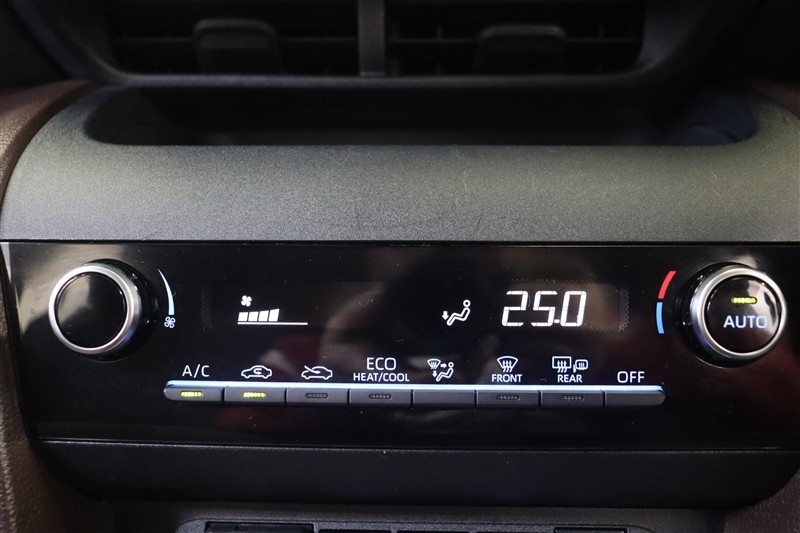 25.0
AUTO
A/C
ECO
HEAT/COOL
FRONT
REAR
OFF